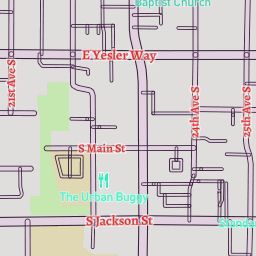 Baptist Church
E Yesler Way
21st Ave S
24th Ave S
25th Ave S
S Main St
The Urban Buggy
S Jackson St